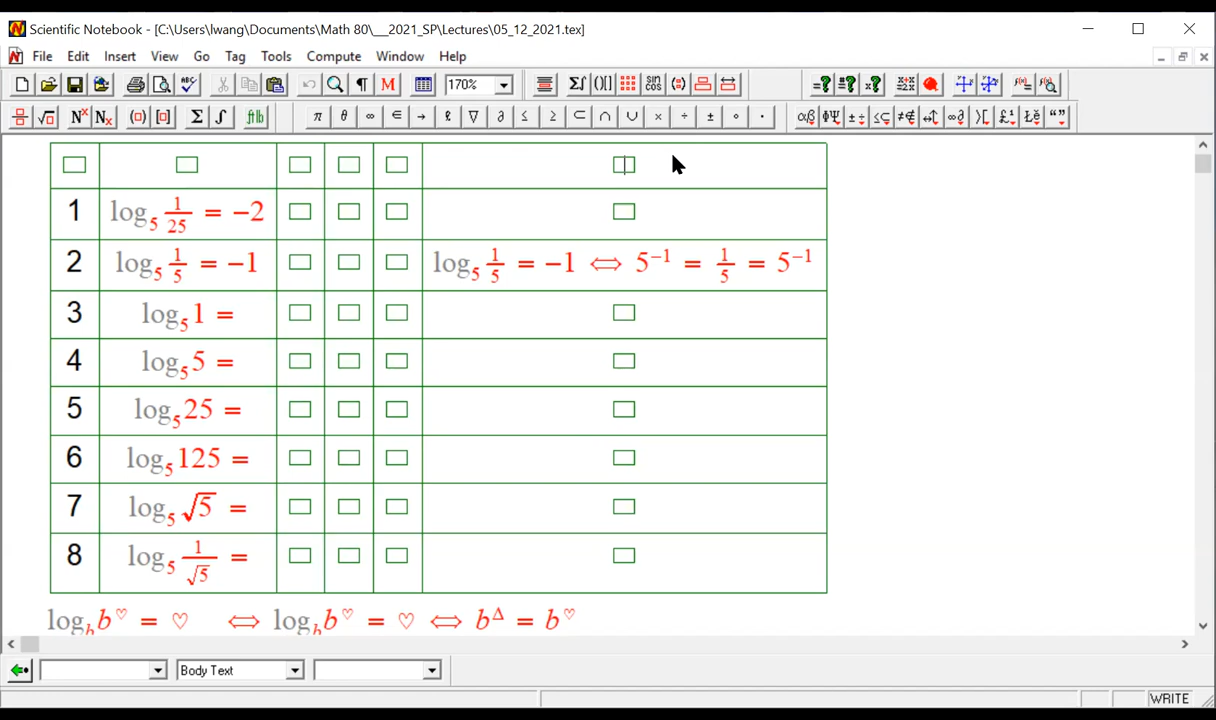 Scientific Notebook - [C:\Users\lwang\Documents\Math 80\__2021_SP\Lectures\05_12_2021.tex]
File Edit Insert View Go Tag Tools Compute Window Help
170%
1 log₅ 1/25 = −2
2 log₅ 1/5 = −1 log₅ 1/5 = −1 ⟺ 5⁻¹ = 1/5 = 5⁻¹
3 log₅ 1 =
4 log₅ 5 =
5 log₅ 25 =
6 log₅ 125 =
7 log₅ √5 =
8 log₅ 1/√5 =
log_b b^♡ = ♡ ⟺ log_b b^♡ = ♡ ⟺ b^Δ = b^♡
Body Text
WRITE